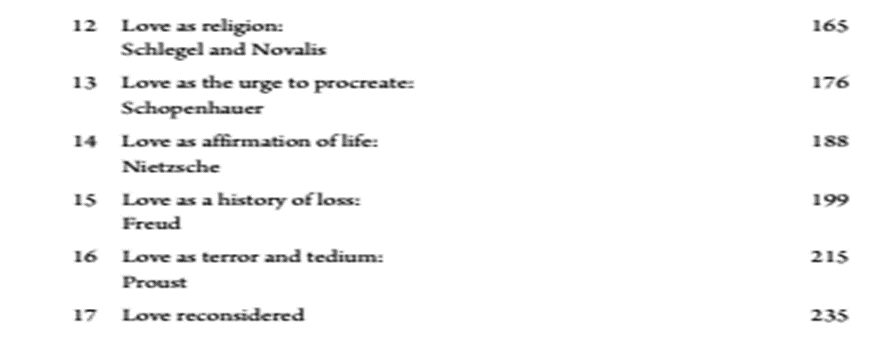 12 Love as religion: 165
Schlegel and Novalis
13 Love as the urge to procreate: 176
Schopenhauer
14 Love as affirmation of life: 188
Nietzsche
15 Love as a history of loss: 199
Freud
16 Love as terror and tedium: 215
Proust
17 Love reconsidered 235